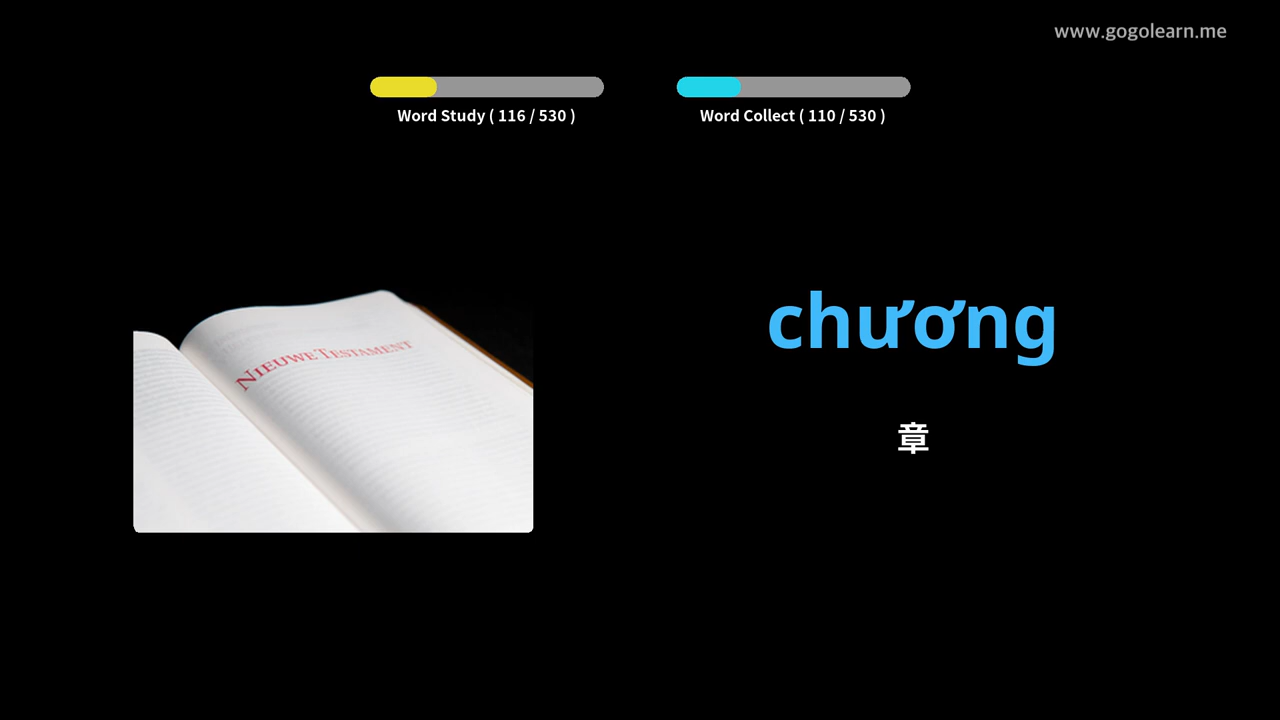 www.gogolearn.me
Word Study ( 116 / 530 )
Word Collect ( 110 / 530 )
NIEUWE TESTAMENT
chương
章